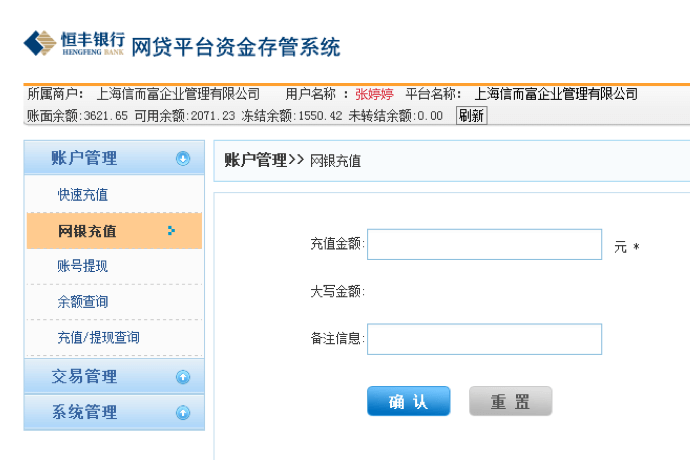 恒丰银行
HENGFENG BANK
网贷平台资金存管系统
所属商户: 上海信而富企业管理有限公司 用户名称 : 张婷婷 平台名称: 上海信而富企业管理有限公司
账面余额:3621.65 可用余额:2071.23 冻结余额:1550.42 未转结余额:0.00 刷新
账户管理
快速充值
网银充值
账号提现
余额查询
充值/提现查询
交易管理
系统管理
账户管理>> 网银充值
充值金额: 元 *
大写金额:
备注信息:
确 认 重 置